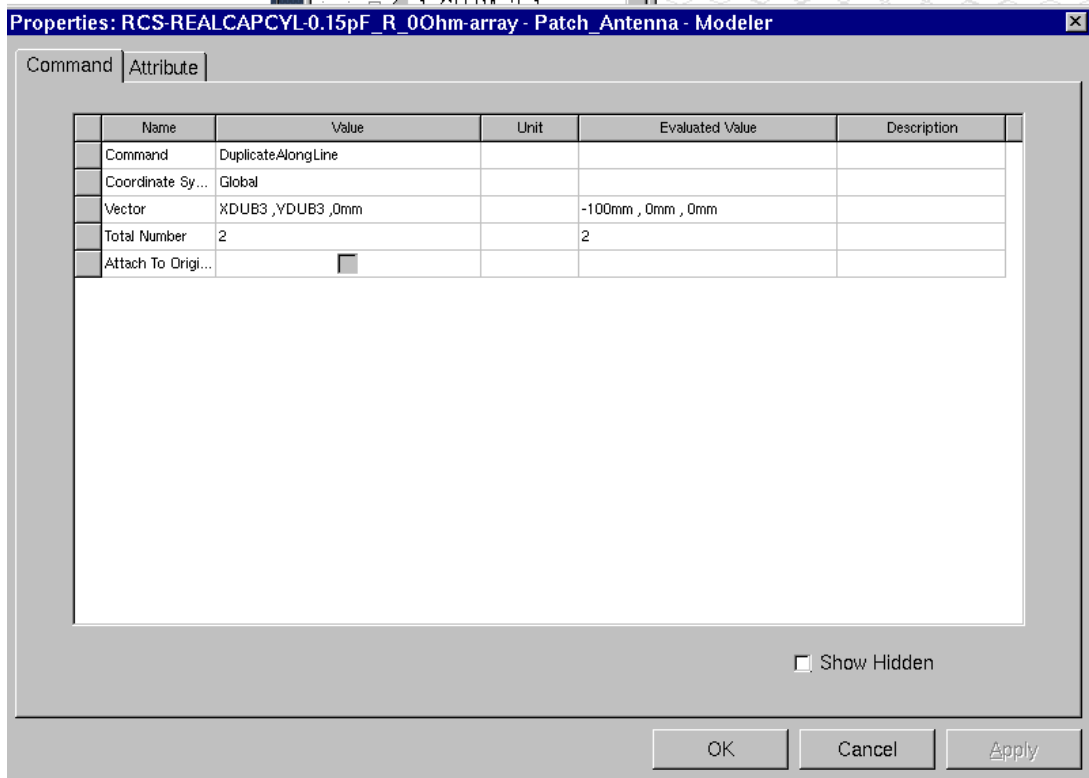 Properties: RCS-REALCAPCYL-0.15pF_R_0Ohm-array - Patch_Antenna - Modeler
Command Attribute
Name Value Unit Evaluated Value Description
Command DuplicateAlongLine
Coordinate Sy... Global
Vector XDUB3 ,YDUB3 ,0mm -100mm , 0mm , 0mm
Total Number 2 2
Attach To Origi...
Show Hidden
OK Cancel Apply